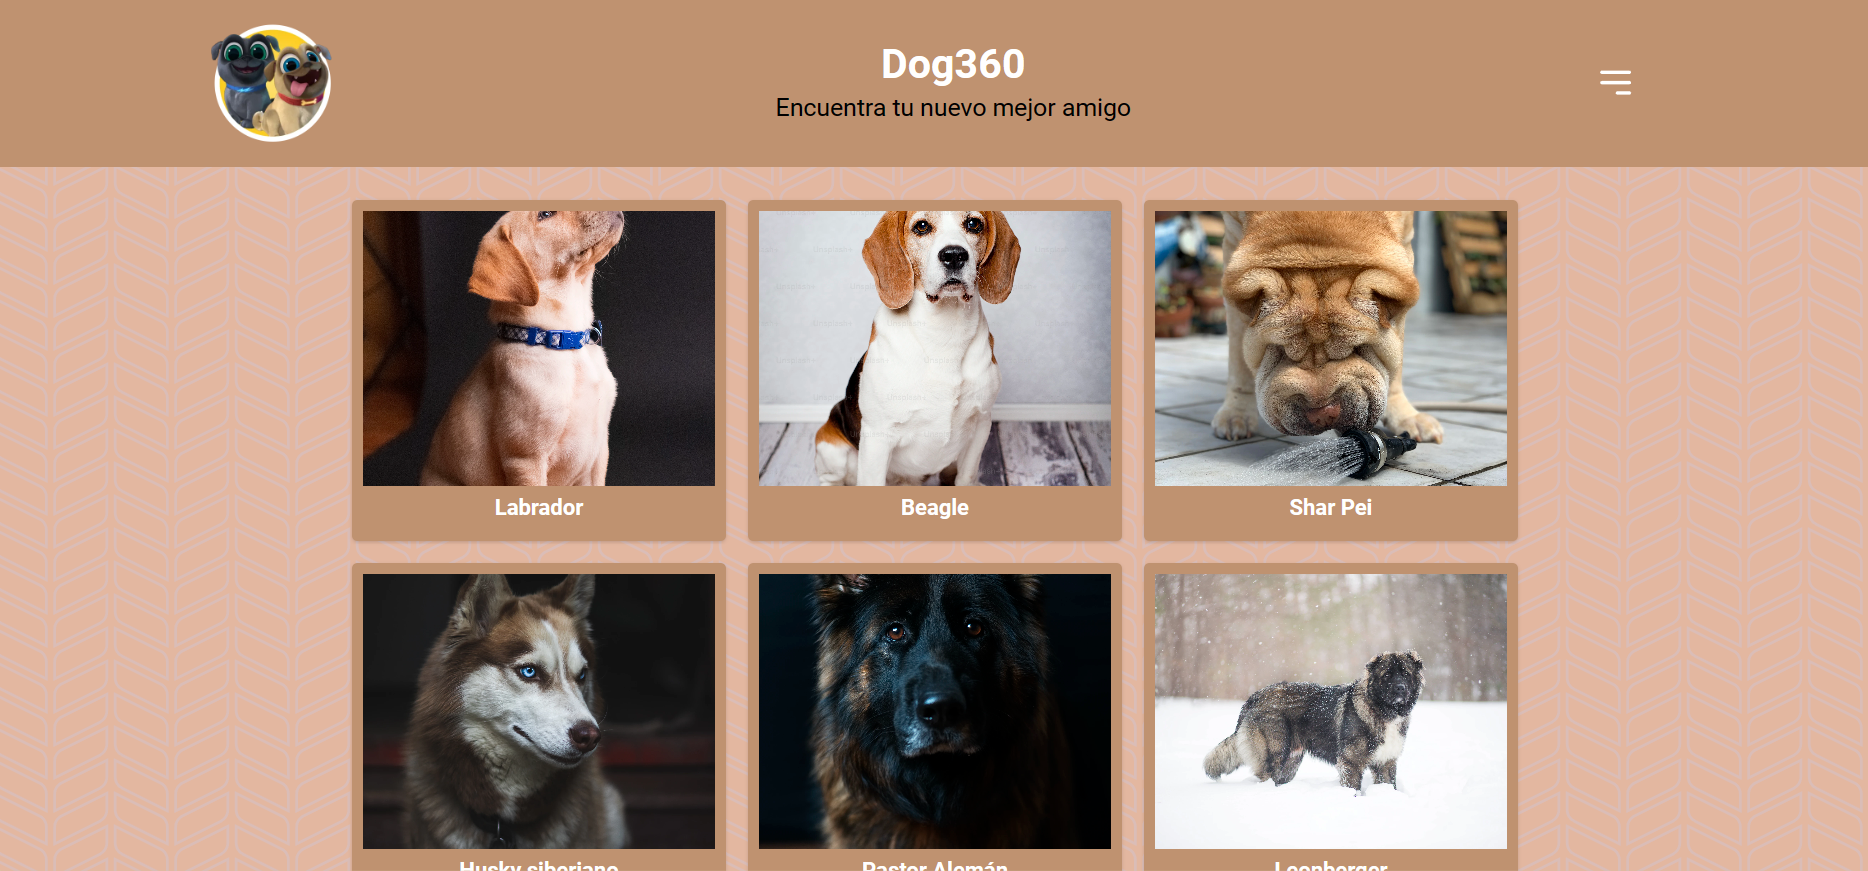 Dog360
Encuentra tu nuevo mejor amigo
Labrador
Beagle
Shar Pei
Husky siberiano
Pastor Alemán
Leonberger